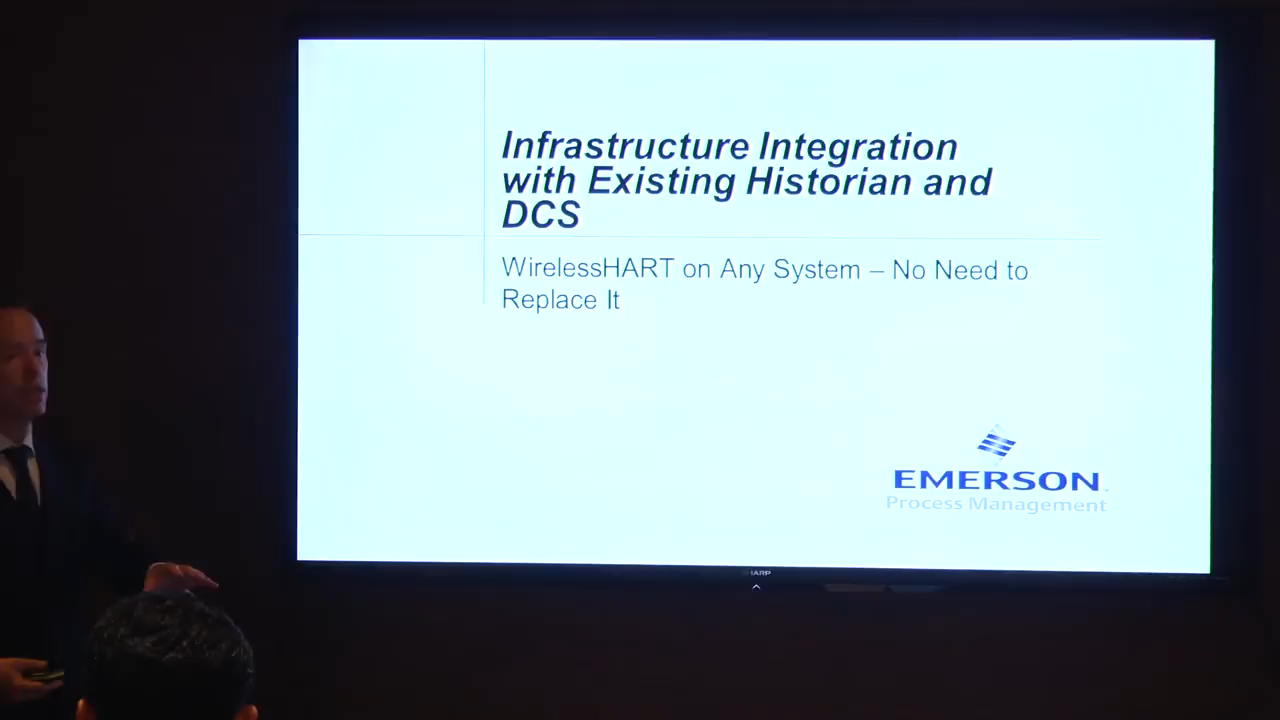 Infrastructure Integration
with Existing Historian and
DCS
WirelessHART on Any System – No Need to
Replace It
EMERSON
Process Management
SHARP